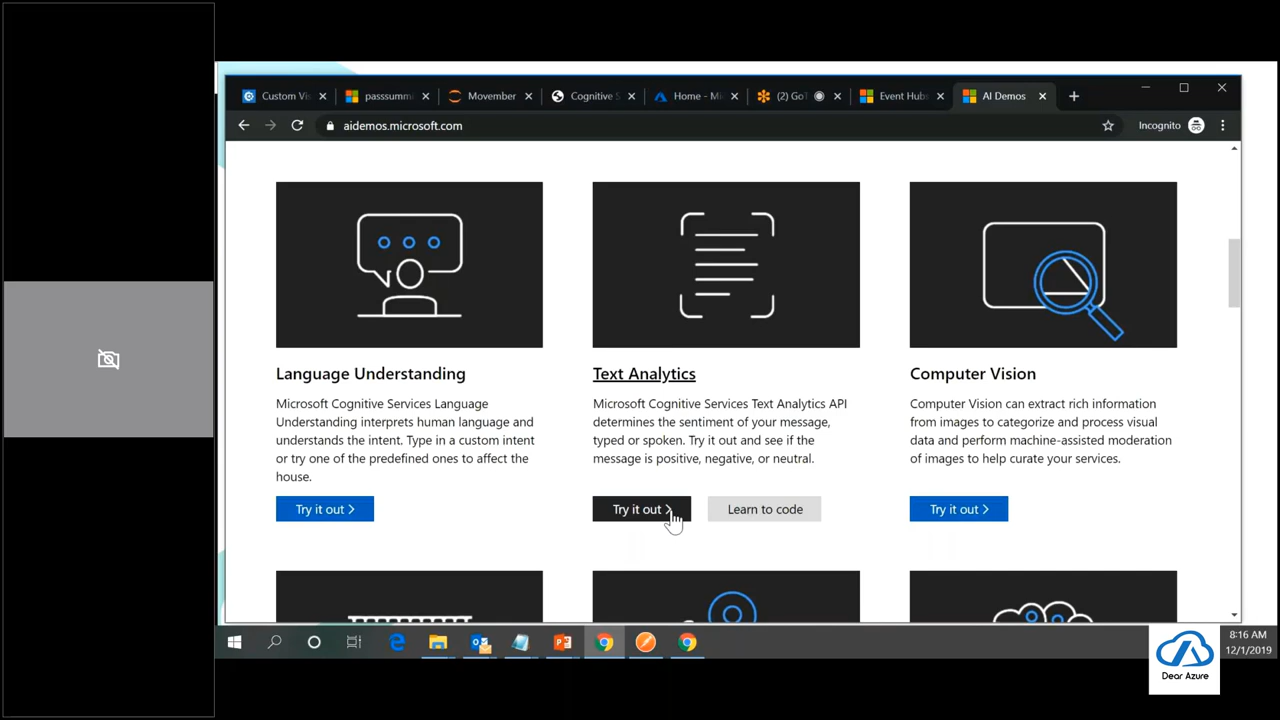 Custom Vis
passsummi
Movember
Cognitive S
Home - Mi
(2) GoT
Event Hubs
AI Demos
aidemos.microsoft.com
Incognito
Language Understanding
Microsoft Cognitive Services Language
Understanding interprets human language and
understands the intent. Type in a custom intent
or try one of the predefined ones to affect the
house.
Try it out >
Text Analytics
Microsoft Cognitive Services Text Analytics API
determines the sentiment of your message,
typed or spoken. Try it out and see if the
message is positive, negative, or neutral.
Try it out >
Learn to code
Computer Vision
Computer Vision can extract rich information
from images to categorize and process visual
data and perform machine-assisted moderation
of images to help curate your services.
Try it out >
8:16 AM
12/1/2019
Dear Azure